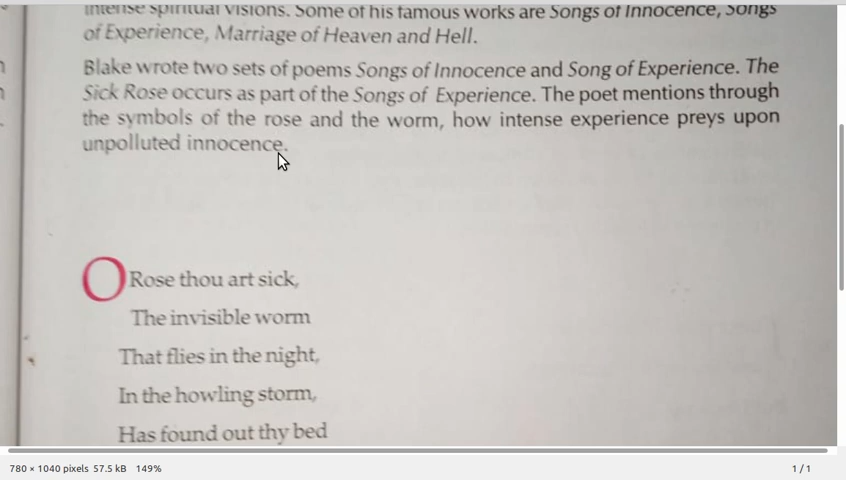 intense spiritual visions. Some of his famous works are Songs of Innocence, Songs
of Experience, Marriage of Heaven and Hell.
Blake wrote two sets of poems Songs of Innocence and Song of Experience. The
Sick Rose occurs as part of the Songs of Experience. The poet mentions through
the symbols of the rose and the worm, how intense experience preys upon
unpolluted innocence.
O Rose thou art sick,
The invisible worm
That flies in the night,
In the howling storm,
Has found out thy bed
780 × 1040 pixels 57.5 kB 149%
1 / 1